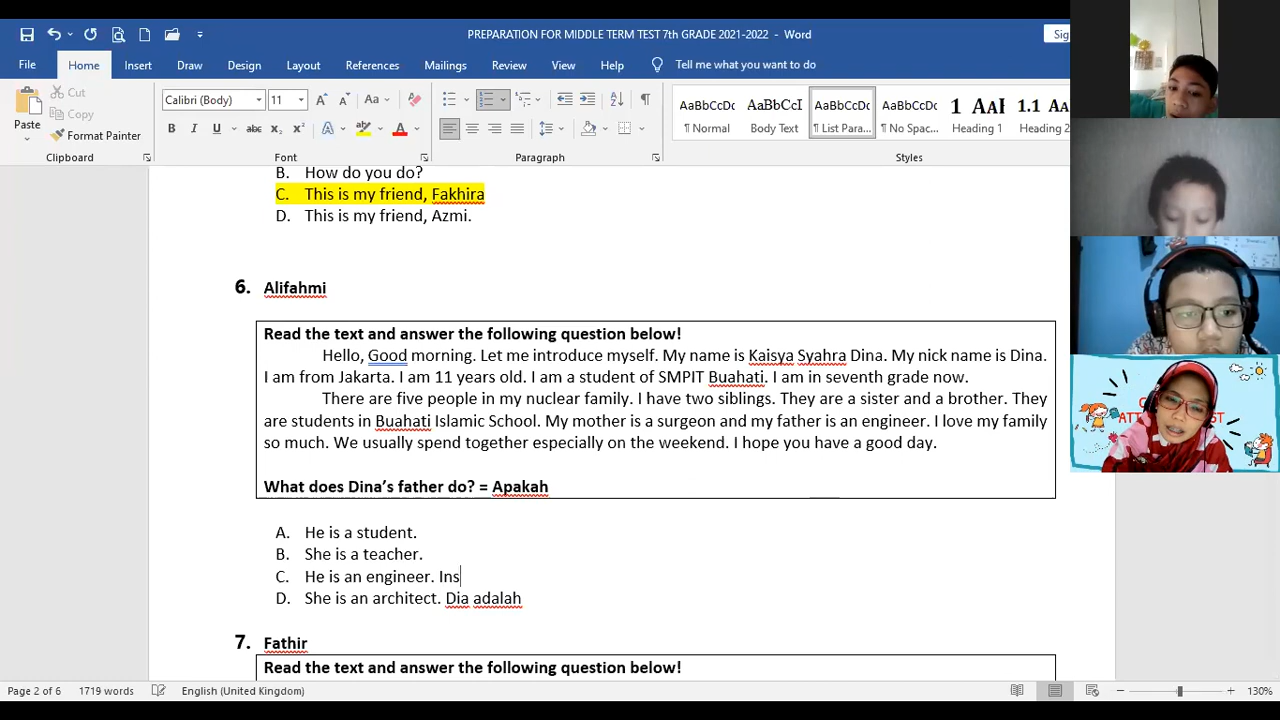 PREPARATION FOR MIDDLE TERM TEST 7th GRADE 2021-2022 - Word
File Home Insert Draw Design Layout References Mailings Review View Help Tell me what you want to do
Paste
Cut
Copy
Format Painter
Clipboard
Calibri (Body) 11
Font
Paragraph
AaBbCcDc AaBbCcI AaBbCcDc AaBbCcDc 1 AaI 1.1 AaBb
¶ Normal Body Text ¶ List Para... ¶ No Spac... Heading 1 Heading 2
Styles
B. How do you do?
C. This is my friend, Fakhira
D. This is my friend, Azmi.
6. Alifahmi
Read the text and answer the following question below!
Hello, Good morning. Let me introduce myself. My name is Kaisya Syahra Dina. My nick name is Dina.
I am from Jakarta. I am 11 years old. I am a student of SMPIT Buahati. I am in seventh grade now.
There are five people in my nuclear family. I have two siblings. They are a sister and a brother. They
are students in Buahati Islamic School. My mother is a surgeon and my father is an engineer. I love my family
so much. We usually spend together especially on the weekend. I hope you have a good day.
What does Dina's father do? = Apakah
A. He is a student.
B. She is a teacher.
C. He is an engineer. Ins
D. She is an architect. Dia adalah
7. Fathir
Read the text and answer the following question below!
Page 2 of 6 1719 words English (United Kingdom) 130%